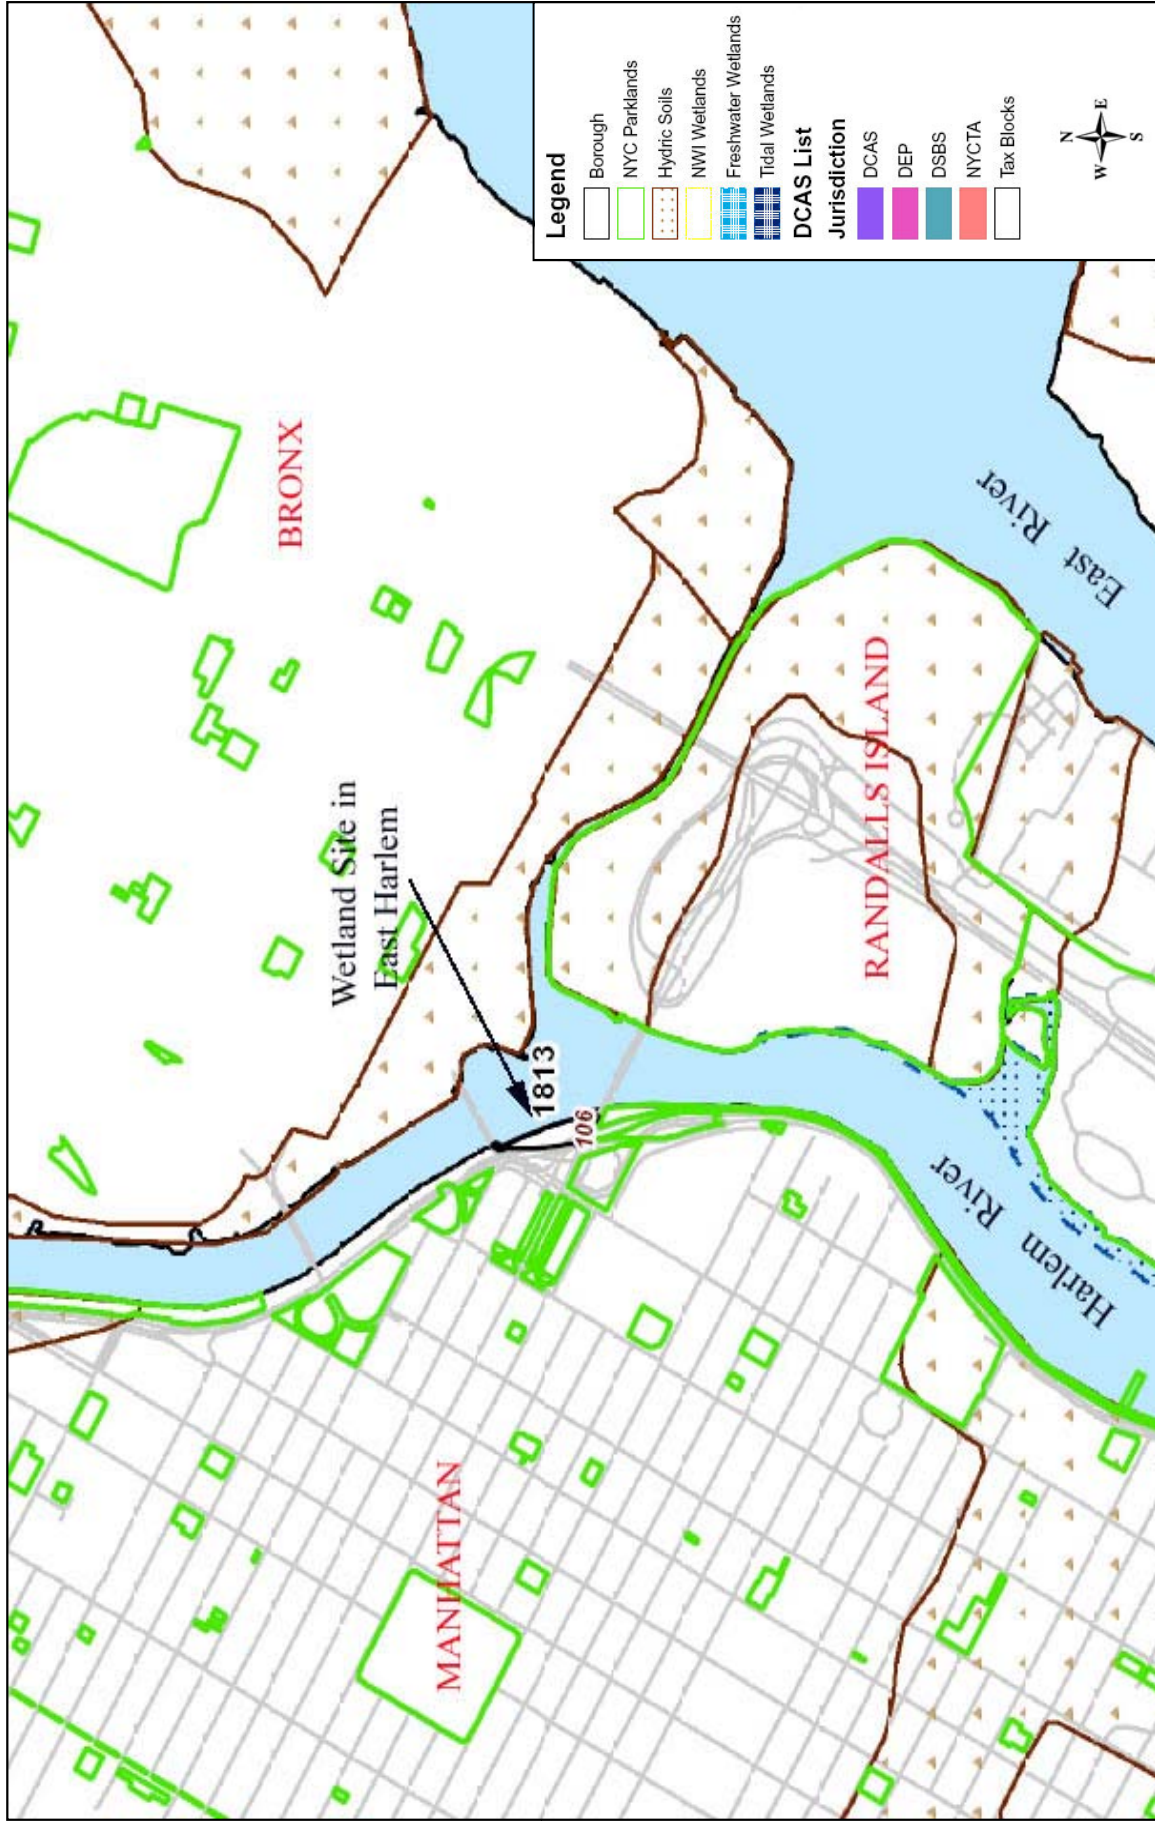 BRONX
Wetland Site in
East Harlem
1813
106
MANHATTAN
RANDALLS ISLAND
Harlem River
East River
Legend
Borough
NYC Parklands
Hydric Soils
NWI Wetlands
Freshwater Wetlands
Tidal Wetlands
DCAS List
Jurisdiction
DCAS
DEP
DSBS
NYCTA
Tax Blocks
N
W
E
S